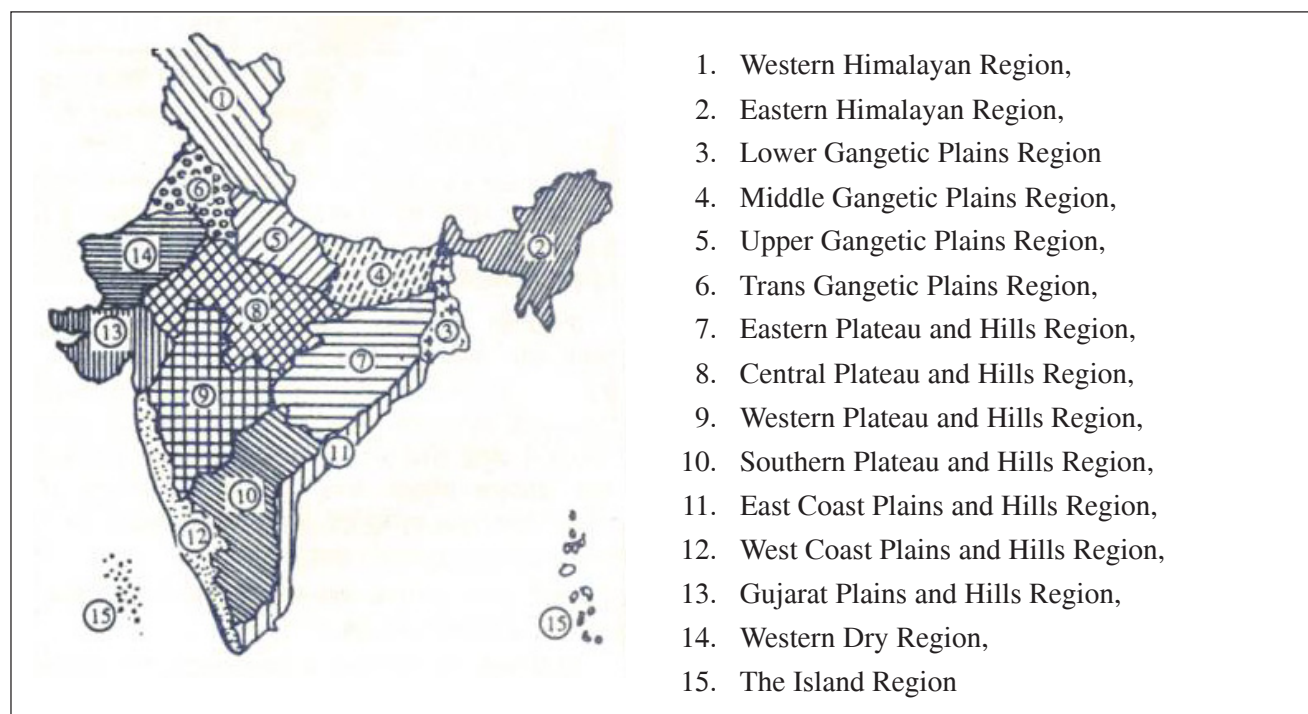 1
6
5
14
4
2
8
13
3
7
9
11
10
12
15
15
1. Western Himalayan Region,
2. Eastern Himalayan Region,
3. Lower Gangetic Plains Region
4. Middle Gangetic Plains Region,
5. Upper Gangetic Plains Region,
6. Trans Gangetic Plains Region,
7. Eastern Plateau and Hills Region,
8. Central Plateau and Hills Region,
9. Western Plateau and Hills Region,
10. Southern Plateau and Hills Region,
11. East Coast Plains and Hills Region,
12. West Coast Plains and Hills Region,
13. Gujarat Plains and Hills Region,
14. Western Dry Region,
15. The Island Region